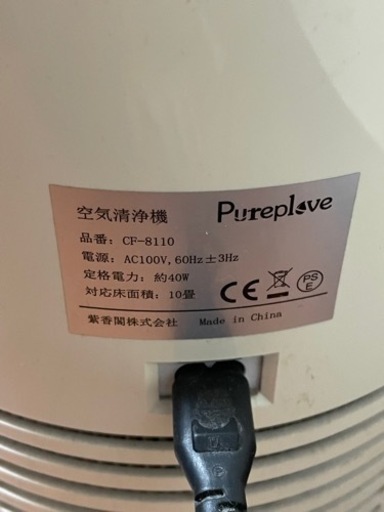 空気清浄機 Pureplove
品番: CF-8110
電源: AC100V, 60Hz±3Hz
定格電力: 約40W
対応床面積: 10畳
CE PSE
紫香閣株式会社 Made in China